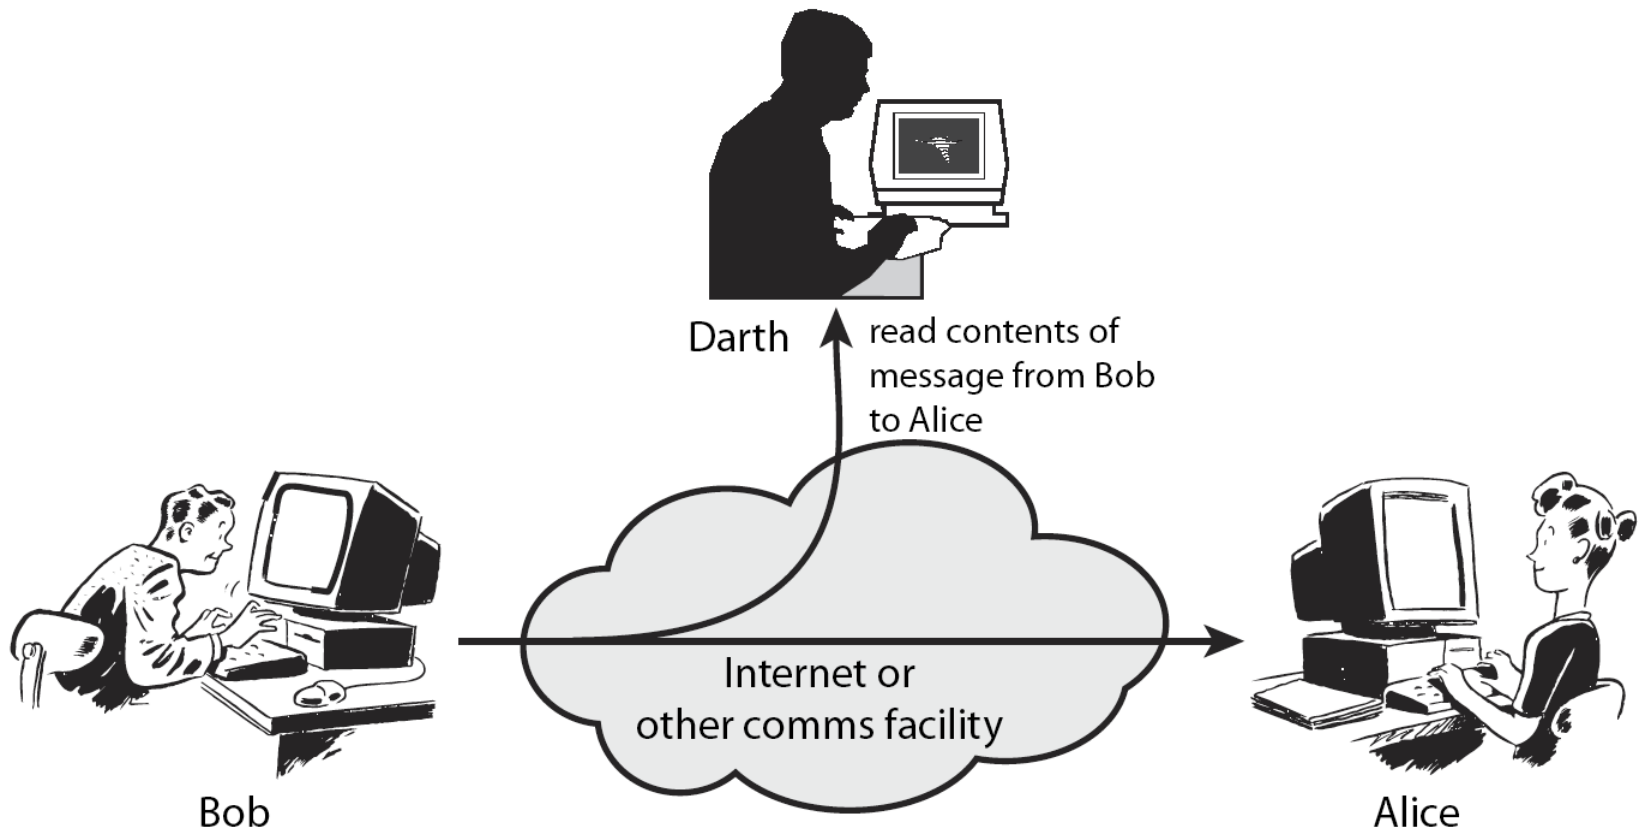 Darth
read contents of
message from Bob
to Alice
Internet or
other comms facility
Bob
Alice